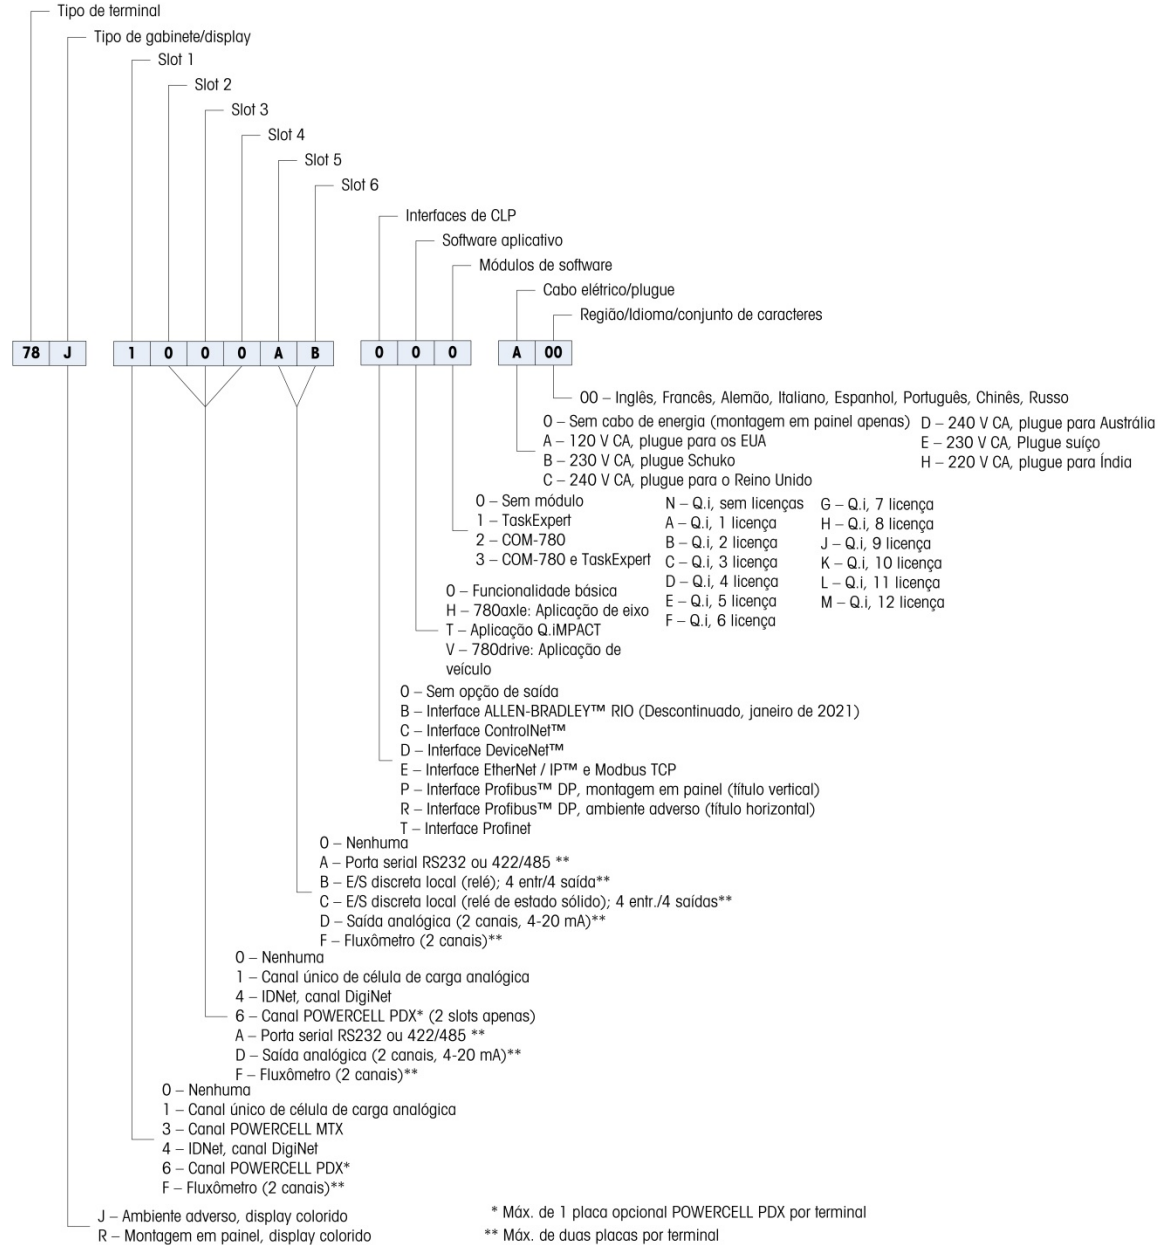 Tipo de terminal
Tipo de gabinete/display
Slot 1
Slot 2
Slot 3
Slot 4
Slot 5
Slot 6
Interfaces de CLP
Software aplicativo
Módulos de software
Cabo elétrico/plugue
Região/Idioma/conjunto de caracteres
78 J 1 0 0 0 A B 0 0 0 A 00
00 – Inglês, Francês, Alemão, Italiano, Espanhol, Português, Chinês, Russo
0 – Sem cabo de energia (montagem em painel apenas)
A – 120 V CA, plugue para os EUA
B – 230 V CA, plugue Schuko
C – 240 V CA, plugue para o Reino Unido
D – 240 V CA, plugue para Austrália
E – 230 V CA, Plugue suíço
H – 220 V CA, plugue para Índia
0 – Sem módulo
1 – TaskExpert
2 – COM-780
3 – COM-780 e TaskExpert
N – Q.i, sem licenças
A – Q.i, 1 licença
B – Q.i, 2 licença
C – Q.i, 3 licença
D – Q.i, 4 licença
E – Q.i, 5 licença
F – Q.i, 6 licença
G – Q.i, 7 licença
H – Q.i, 8 licença
J – Q.i, 9 licença
K – Q.i, 10 licença
L – Q.i, 11 licença
M – Q.i, 12 licença
0 – Funcionalidade básica
H – 780axle: Aplicação de eixo
T – Aplicação Q.iMPACT
V – 780drive: Aplicação de
veículo
0 – Sem opção de saída
B – Interface ALLEN-BRADLEY™ RIO (Descontinuado, janeiro de 2021)
C – Interface ControlNet™
D – Interface DeviceNet™
E – Interface EtherNet / IP™ e Modbus TCP
P – Interface Profibus™ DP, montagem em painel (título vertical)
R – Interface Profibus™ DP, ambiente adverso (título horizontal)
T – Interface Profinet
0 – Nenhuma
A – Porta serial RS232 ou 422/485 **
B – E/S discreta local (relé); 4 entr/4 saída**
C – E/S discreta local (relé de estado sólido); 4 entr./4 saídas**
D – Saída analógica (2 canais, 4-20 mA)**
F – Fluxômetro (2 canais)**
0 – Nenhuma
1 – Canal único de célula de carga analógica
4 – IDNet, canal DigiNet
6 – Canal POWERCELL PDX* (2 slots apenas)
A – Porta serial RS232 ou 422/485 **
D – Saída analógica (2 canais, 4-20 mA)**
F – Fluxômetro (2 canais)**
0 – Nenhuma
1 – Canal único de célula de carga analógica
3 – Canal POWERCELL MTX
4 – IDNet, canal DigiNet
6 – Canal POWERCELL PDX*
F – Fluxômetro (2 canais)**
J – Ambiente adverso, display colorido
R – Montagem em painel, display colorido
* Máx. de 1 placa opcional POWERCELL PDX por terminal
** Máx. de duas placas por terminal